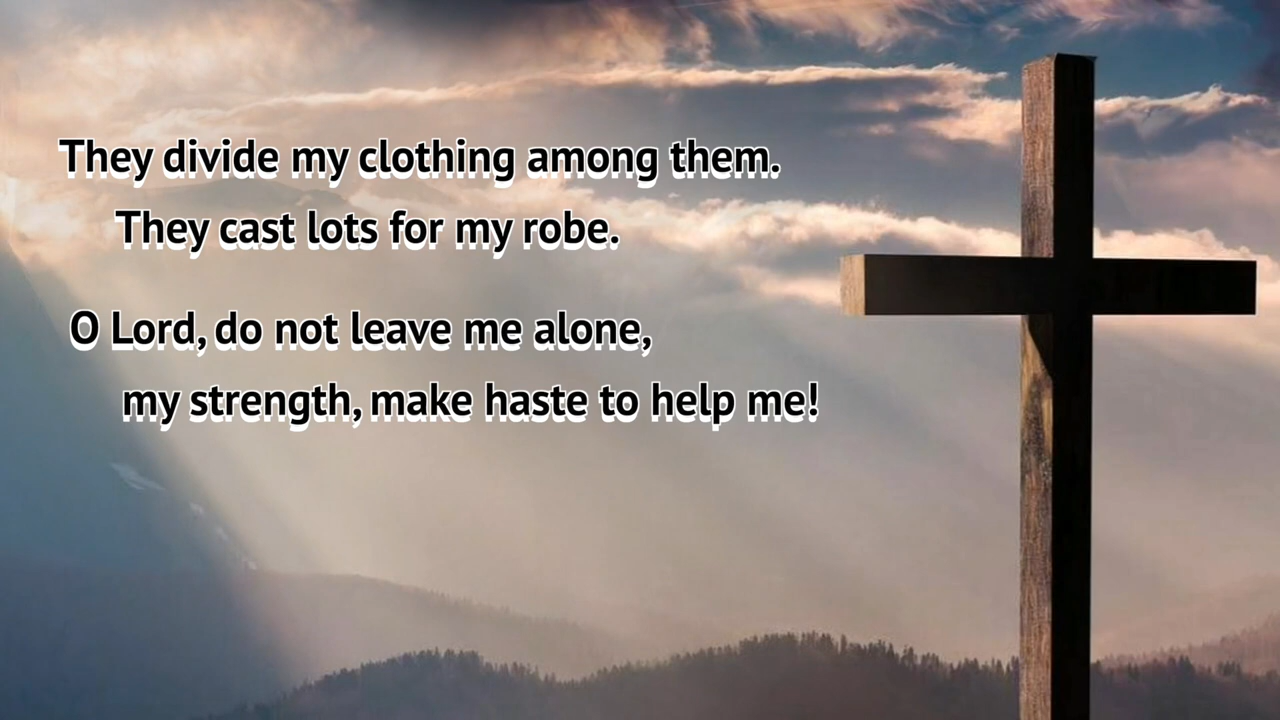 They divide my clothing among them.
They cast lots for my robe.
O Lord, do not leave me alone,
my strength, make haste to help me!